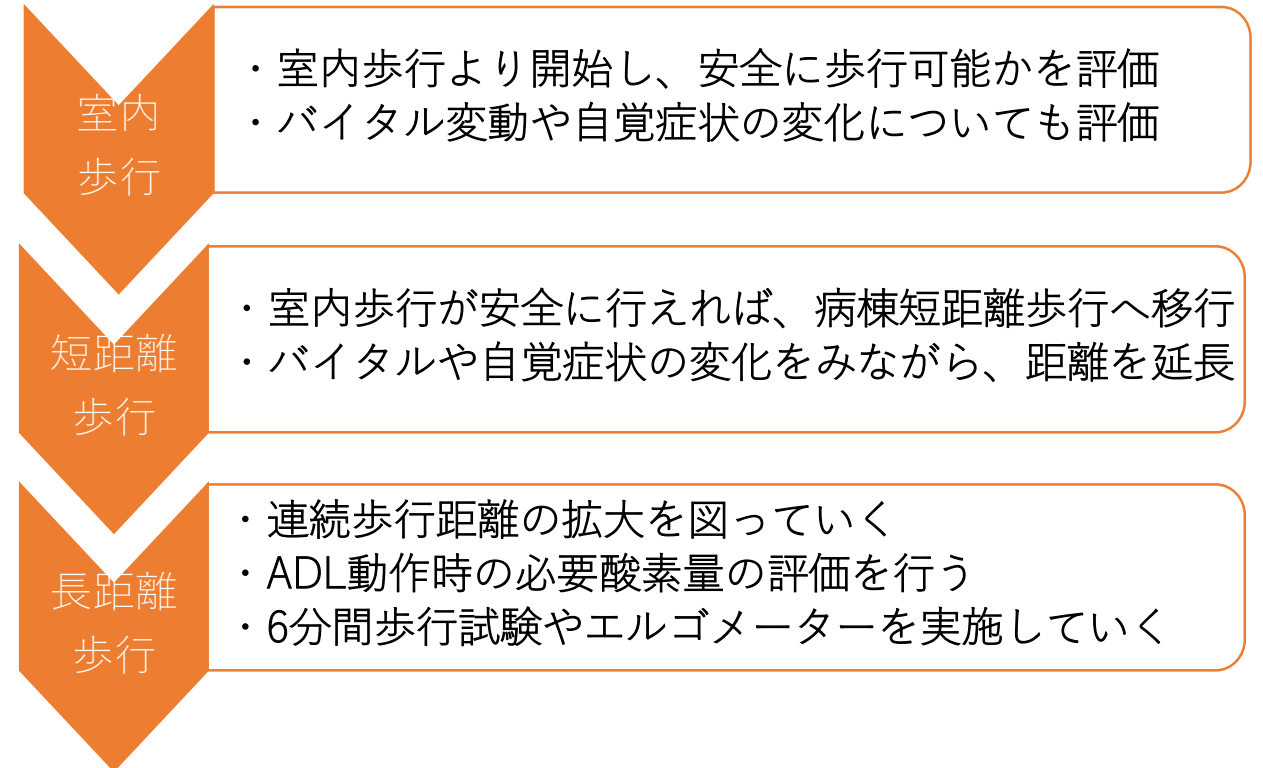 室内
歩行
・室内歩行より開始し、安全に歩行可能かを評価
・バイタル変動や自覚症状の変化についても評価
短距離
歩行
・室内歩行が安全に行えれば、病棟短距離歩行へ移行
・バイタルや自覚症状の変化をみながら、距離を延長
長距離
歩行
・連続歩行距離の拡大を図っていく
・ADL動作時の必要酸素量の評価を行う
・6分間歩行試験やエルゴメーターを実施していく